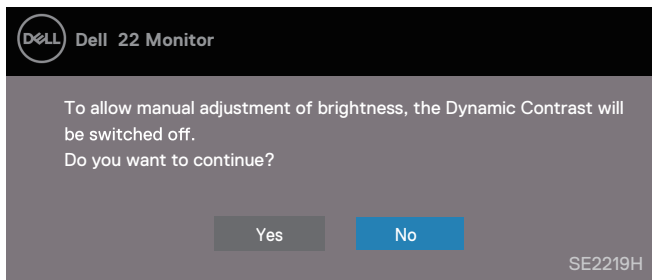 DELL Dell 22 Monitor
To allow manual adjustment of brightness, the Dynamic Contrast will
be switched off.
Do you want to continue?
Yes No
SE2219H